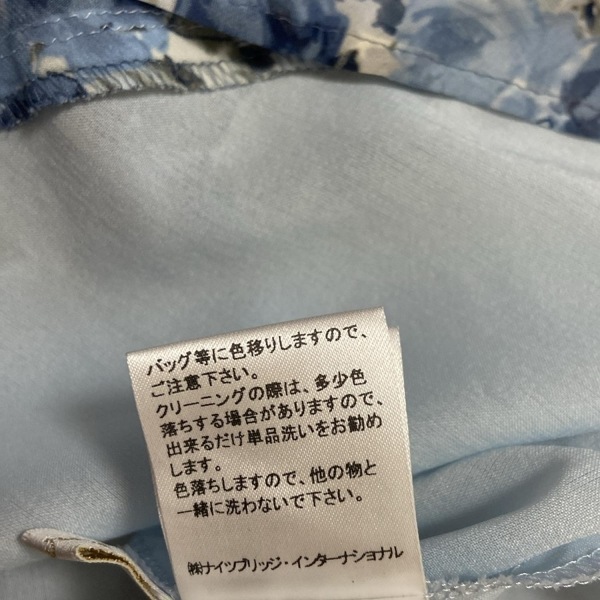 バッグ等に色移りしますので、
ご注意下さい。
クリーニングの際は、多少色
落ちする場合がありますので、
出来るだけ単品洗いをお勧め
します。
色落ちしますので、他の物と
一緒に洗わないで下さい。
㈱ナイツブリッジ・インターナショナル